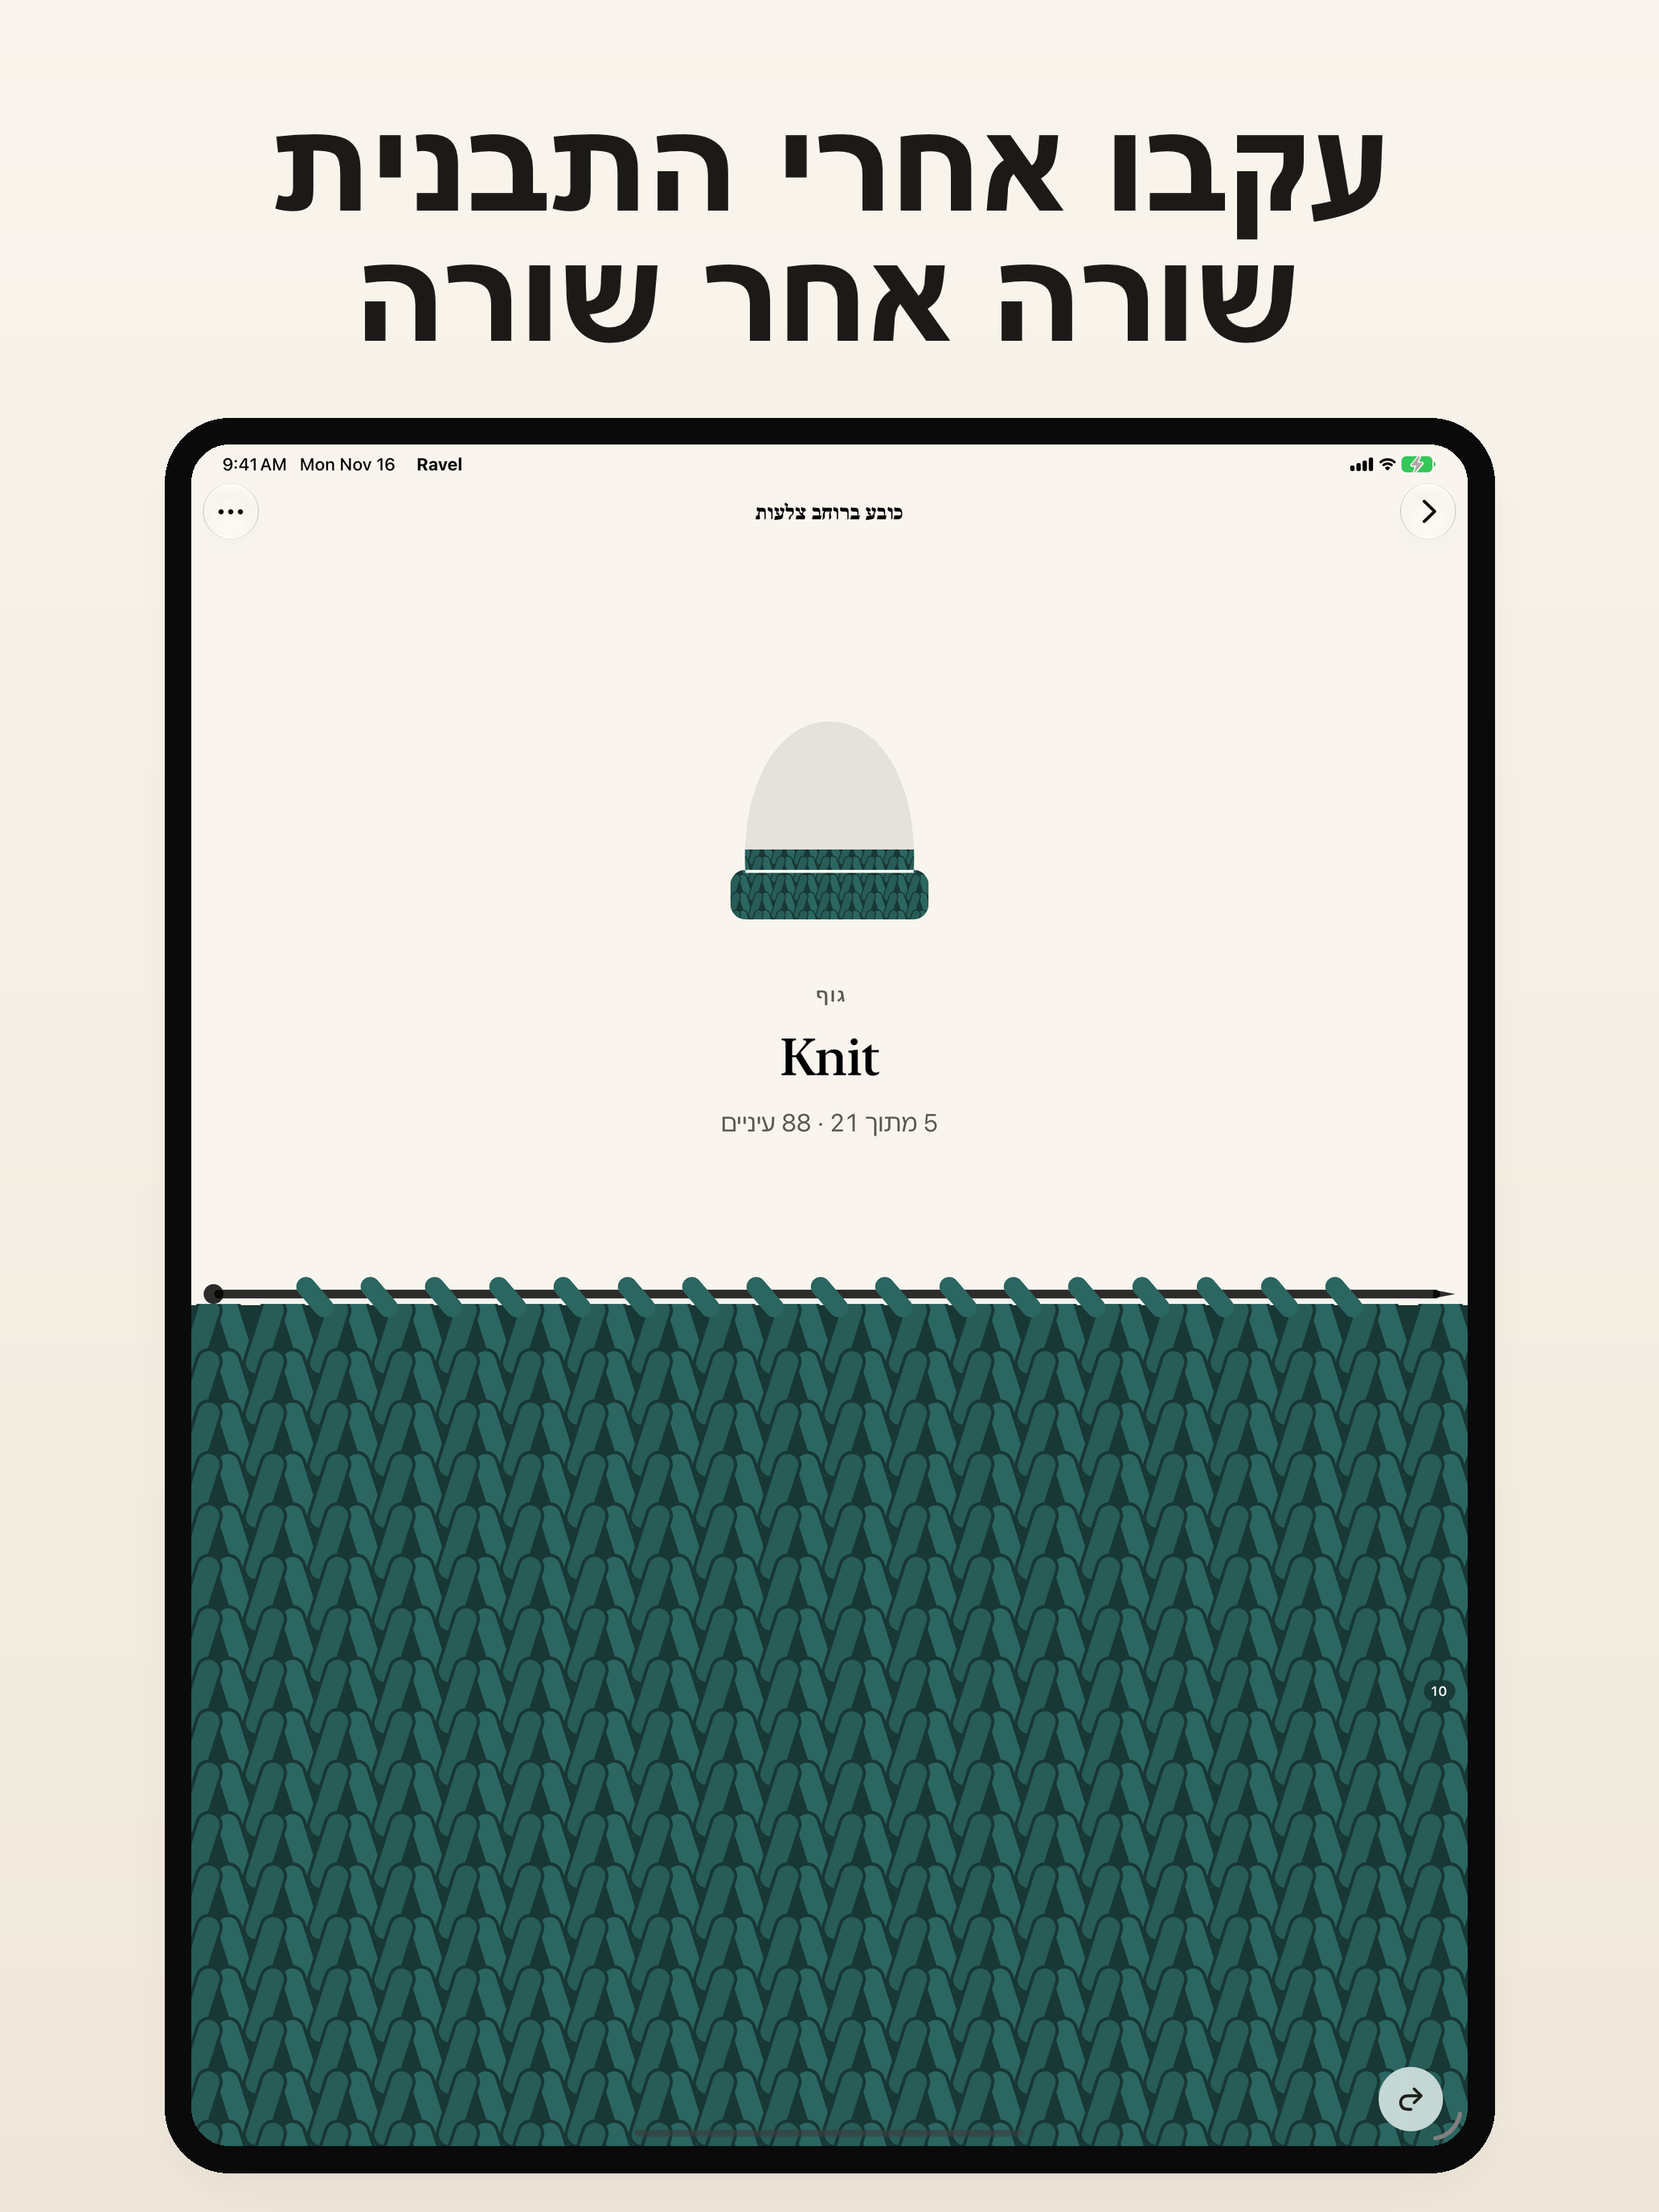 עקבו אחרי התבנית
שורה אחר שורה
9:41 AM Mon Nov 16 Ravel
כובע ברוחב צלעות
גוף
Knit
5 מתוך 21 · 88 עיניים
10